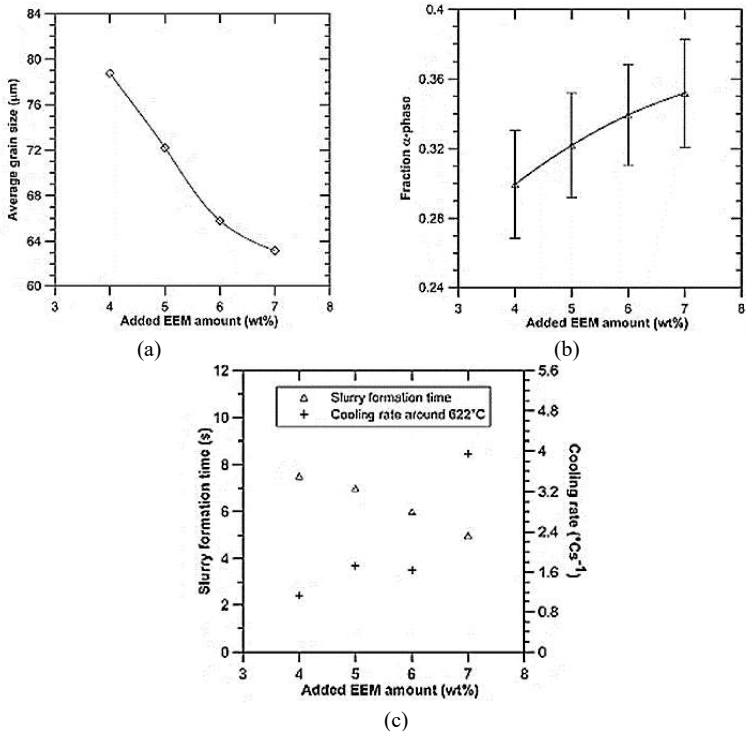 84
80
76
72
68
64
60
Average grain size (μm)
3 4 5 6 7 8
Added EEM amount (wt%)
(a)
0.4
0.36
0.32
0.28
0.24
Fraction α-phase
3 4 5 6 7 8
Added EEM amount (wt%)
(b)
12
10
8
6
4
2
0
Slurry formation time (s)
Slurry formation time
Cooling rate around 622°C
5.6
4.8
4
3.2
2.4
1.6
0.8
0
Cooling rate (°Cs-1)
3 4 5 6 7 8
Added EEM amount (wt%)
(c)